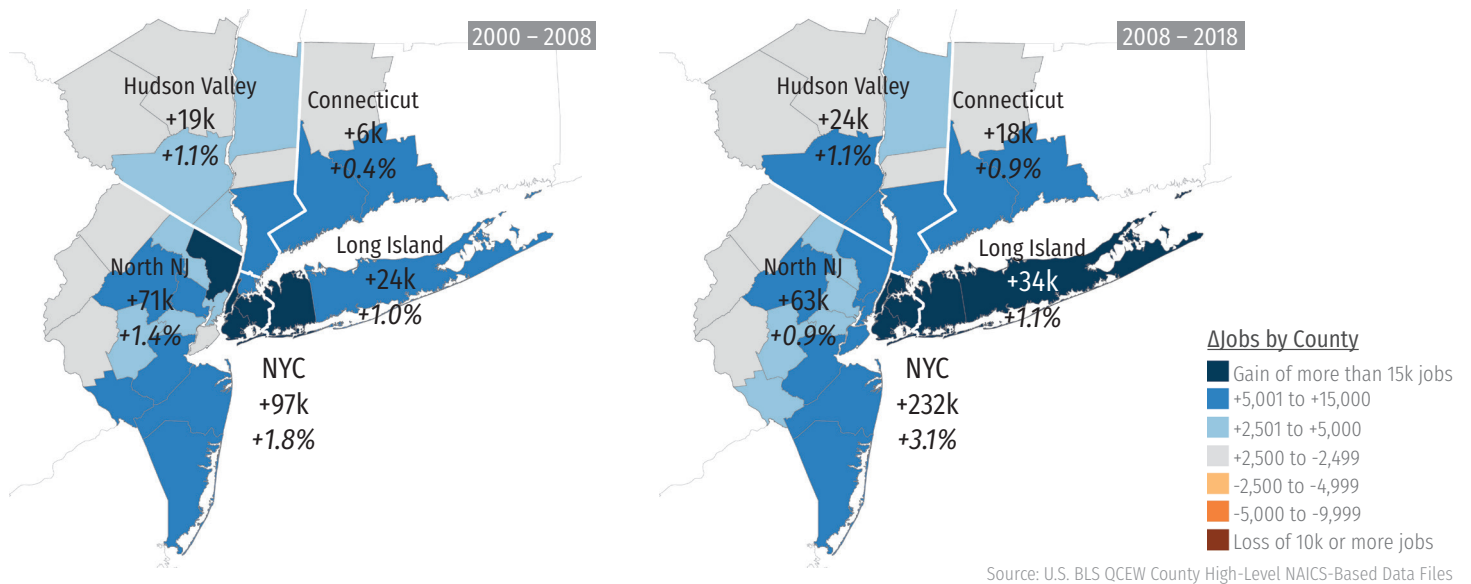 2000 – 2008
Hudson Valley
+19k
+1.1%
Connecticut
+6k
+0.4%
Long Island
+24k
+1.0%
North NJ
+71k
+1.4%
NYC
+97k
+1.8%
2008 – 2018
Hudson Valley
+24k
+1.1%
Connecticut
+18k
+0.9%
Long Island
+34k
+1.1%
North NJ
+63k
+0.9%
NYC
+232k
+3.1%
ΔJobs by County
Gain of more than 15k jobs
+5,001 to +15,000
+2,501 to +5,000
+2,500 to -2,499
-2,500 to -4,999
-5,000 to -9,999
Loss of 10k or more jobs
Source: U.S. BLS QCEW County High-Level NAICS-Based Data Files